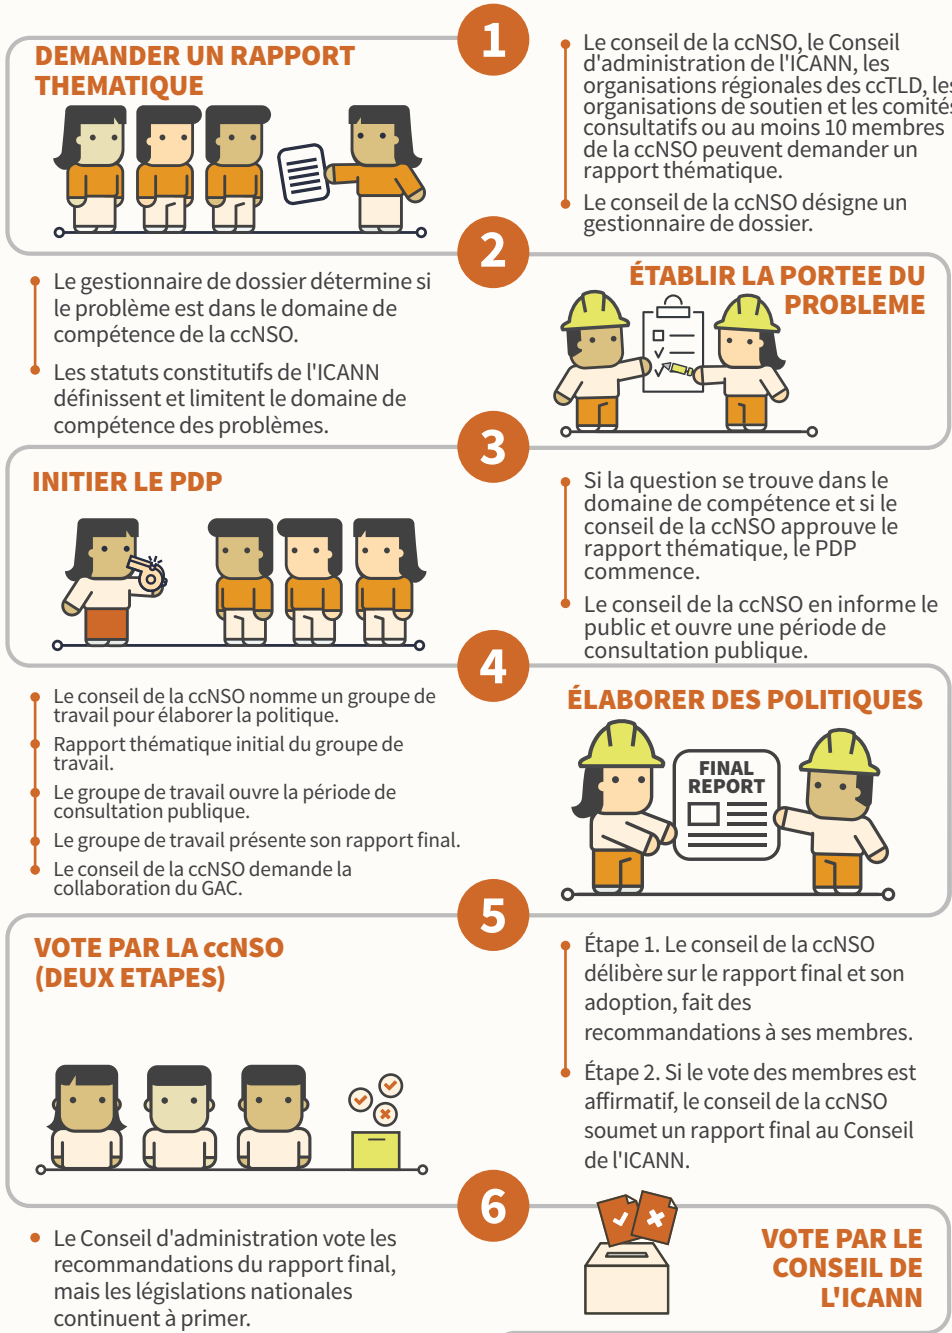 1
DEMANDER UN RAPPORT
THEMATIQUE
Le conseil de la ccNSO, le Conseil
d'administration de l'ICANN, les
organisations régionales des ccTLD, les
organisations de soutien et les comités
consultatifs ou au moins 10 membres
de la ccNSO peuvent demander un
rapport thématique.
Le conseil de la ccNSO désigne un
gestionnaire de dossier.
2
ÉTABLIR LA PORTEE DU
PROBLEME
Le gestionnaire de dossier détermine si
le problème est dans le domaine de
compétence de la ccNSO.
Les statuts constitutifs de l'ICANN
définissent et limitent le domaine de
compétence des problèmes.
3
INITIER LE PDP
Si la question se trouve dans le
domaine de compétence et si le
conseil de la ccNSO approuve le
rapport thématique, le PDP
commence.
Le conseil de la ccNSO en informe le
public et ouvre une période de
consultation publique.
4
ÉLABORER DES POLITIQUES
Le conseil de la ccNSO nomme un groupe de
travail pour élaborer la politique.
Rapport thématique initial du groupe de
travail.
Le groupe de travail ouvre la période de
consultation publique.
Le groupe de travail présente son rapport final.
Le conseil de la ccNSO demande la
collaboration du GAC.
FINAL
REPORT
5
VOTE PAR LA ccNSO
(DEUX ETAPES)
Étape 1. Le conseil de la ccNSO
délibère sur le rapport final et son
adoption, fait des
recommandations à ses membres.
Étape 2. Si le vote des membres est
affirmatif, le conseil de la ccNSO
soumet un rapport final au Conseil
de l'ICANN.
6
VOTE PAR LE
CONSEIL DE
L'ICANN
Le Conseil d'administration vote les
recommandations du rapport final,
mais les législations nationales
continuent à primer.